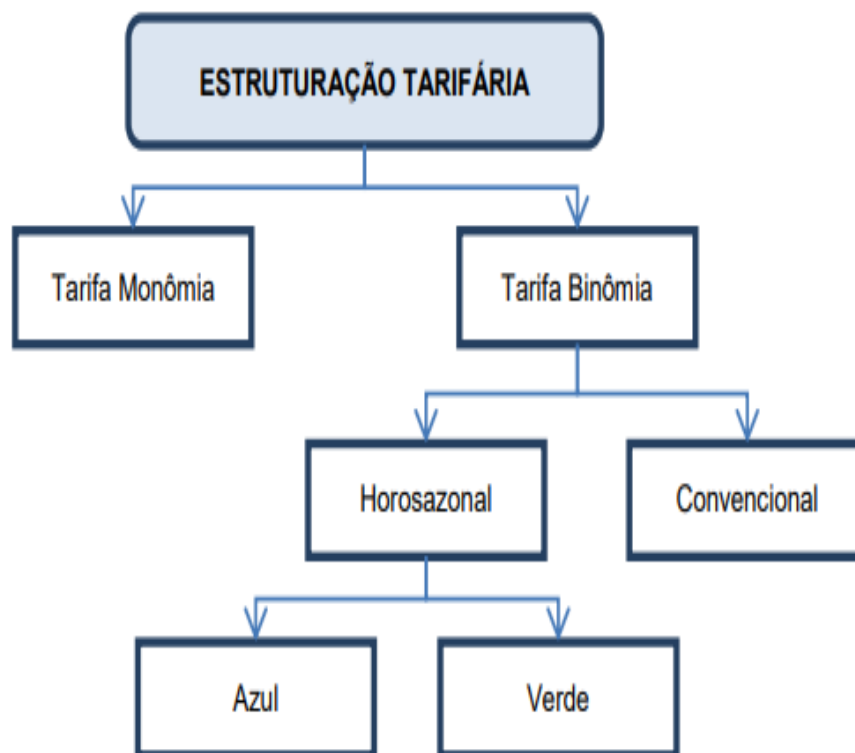 ESTRUTURAÇÃO TARIFÁRIA
Tarifa Monômia
Tarifa Binômia
Horosazonal
Convencional
Azul
Verde